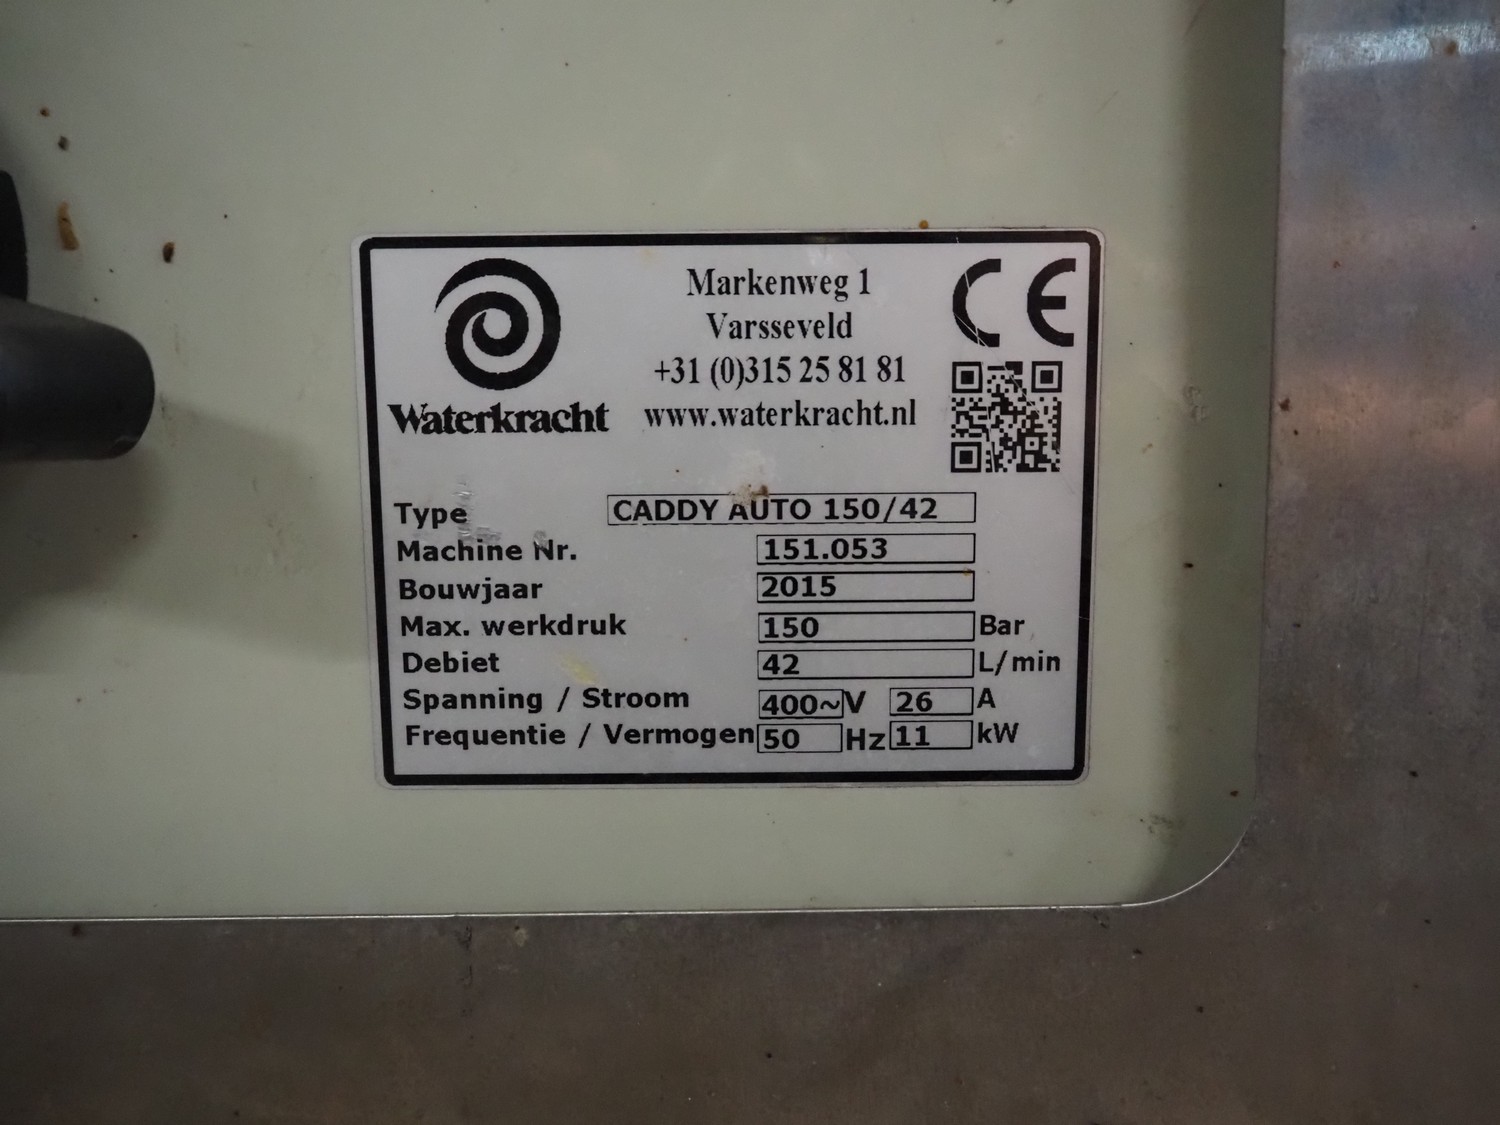 Waterkracht
Markenweg 1
Varsseveld
+31 (0)315 25 81 81
www.waterkracht.nl
CE
Type CADDY AUTO 150/42
Machine Nr. 151.053
Bouwjaar 2015
Max. werkdruk 150 Bar
Debiet 42 L/min
Spanning / Stroom 400~ V 26 A
Frequentie / Vermogen 50 Hz 11 kW